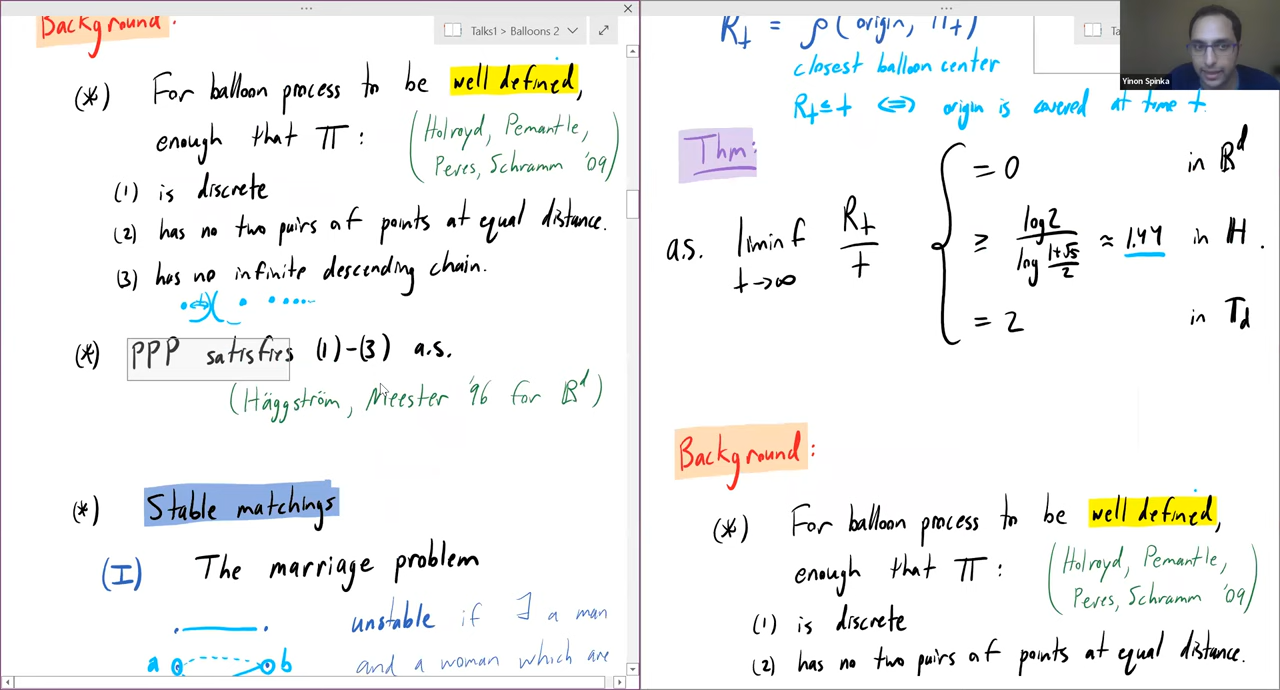 Background:
Talks1 > Balloons 2
(*) For balloon process to be well defined,
enough that Π :
(Holroyd, Pemantle,
Peres, Schramm '09)
(1) is discrete
(2) has no two pairs of points at equal distance.
(3) has no infinite descending chain.
(*) PPP satisfies (1)-(3) a.s.
(Häggström, Meester '96 for ℝ^d)
(*) Stable matchings
(I) The marriage problem
unstable if ∃ a man
a b and a woman which are
R_t = ρ(origin, Π_t)
closest balloon center
R_t ≤ t ⟺ origin is covered at time t.
Yinon Spinka
Thm:
a.s. liminf_{t→∞} R_t / t
= 0 in ℝ^d
≥ log 2 / log (1+√5)/2 ≈ 1.44 in ℍ.
= 2 in T_d
Background:
(*) For balloon process to be well defined,
enough that Π :
(Holroyd, Pemantle,
Peres, Schramm '09)
(1) is discrete
(2) has no two pairs of points at equal distance.